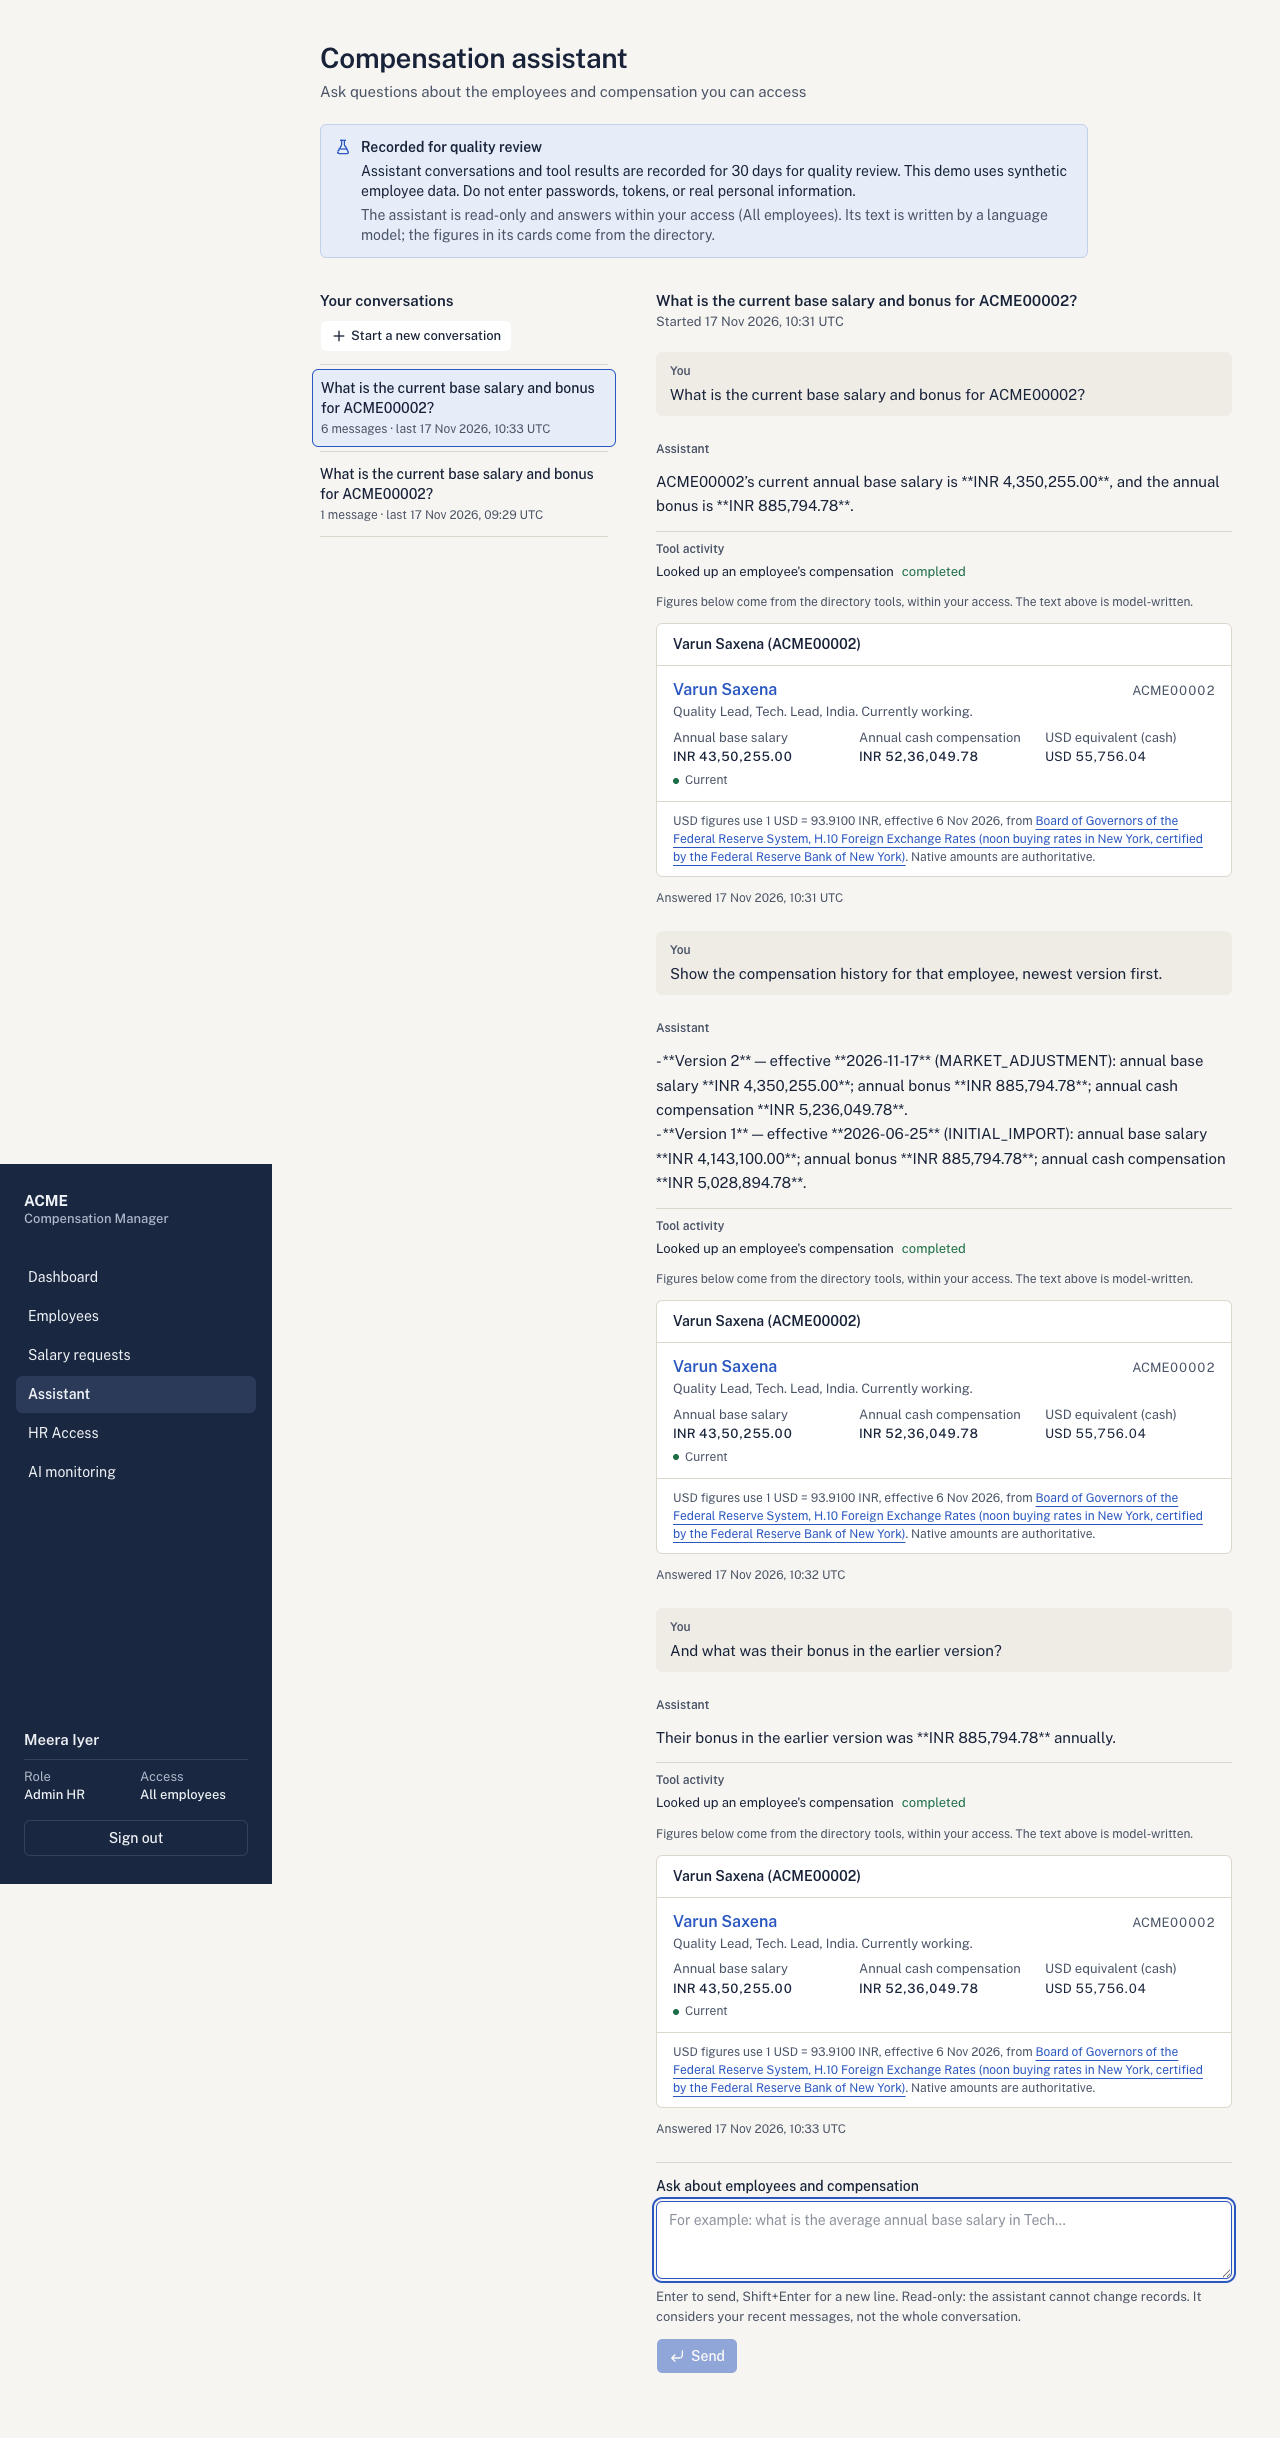 Compensation assistant
Ask questions about the employees and compensation you can access
Recorded for quality review
Assistant conversations and tool results are recorded for 30 days for quality review. This demo uses synthetic
employee data. Do not enter passwords, tokens, or real personal information.
The assistant is read-only and answers within your access (All employees). Its text is written by a language
model; the figures in its cards come from the directory.
Your conversations
Start a new conversation
What is the current base salary and bonus
for ACME00002?
6 messages · last 17 Nov 2026, 10:33 UTC
What is the current base salary and bonus
for ACME00002?
1 message · last 17 Nov 2026, 09:29 UTC
What is the current base salary and bonus for ACME00002?
Started 17 Nov 2026, 10:31 UTC
You
What is the current base salary and bonus for ACME00002?
Assistant
ACME00002’s current annual base salary is **INR 4,350,255.00**, and the annual
bonus is **INR 885,794.78**.
Tool activity
Looked up an employee's compensation completed
Figures below come from the directory tools, within your access. The text above is model-written.
Varun Saxena (ACME00002)
Varun Saxena ACME00002
Quality Lead, Tech. Lead, India. Currently working.
Annual base salary Annual cash compensation USD equivalent (cash)
INR 43,50,255.00 INR 52,36,049.78 USD 55,756.04
Current
USD figures use 1 USD = 93.9100 INR, effective 6 Nov 2026, from Board of Governors of the
Federal Reserve System, H.10 Foreign Exchange Rates (noon buying rates in New York, certified
by the Federal Reserve Bank of New York). Native amounts are authoritative.
Answered 17 Nov 2026, 10:31 UTC
You
Show the compensation history for that employee, newest version first.
Assistant
- **Version 2** — effective **2026-11-17** (MARKET_ADJUSTMENT): annual base
salary **INR 4,350,255.00**; annual bonus **INR 885,794.78**; annual cash
compensation **INR 5,236,049.78**.
- **Version 1** — effective **2026-06-25** (INITIAL_IMPORT): annual base salary
**INR 4,143,100.00**; annual bonus **INR 885,794.78**; annual cash compensation
**INR 5,028,894.78**.
Tool activity
Looked up an employee's compensation completed
Figures below come from the directory tools, within your access. The text above is model-written.
Varun Saxena (ACME00002)
Varun Saxena ACME00002
Quality Lead, Tech. Lead, India. Currently working.
Annual base salary Annual cash compensation USD equivalent (cash)
INR 43,50,255.00 INR 52,36,049.78 USD 55,756.04
Current
USD figures use 1 USD = 93.9100 INR, effective 6 Nov 2026, from Board of Governors of the
Federal Reserve System, H.10 Foreign Exchange Rates (noon buying rates in New York, certified
by the Federal Reserve Bank of New York). Native amounts are authoritative.
Answered 17 Nov 2026, 10:32 UTC
You
And what was their bonus in the earlier version?
Assistant
Their bonus in the earlier version was **INR 885,794.78** annually.
Tool activity
Looked up an employee's compensation completed
Figures below come from the directory tools, within your access. The text above is model-written.
Varun Saxena (ACME00002)
Varun Saxena ACME00002
Quality Lead, Tech. Lead, India. Currently working.
Annual base salary Annual cash compensation USD equivalent (cash)
INR 43,50,255.00 INR 52,36,049.78 USD 55,756.04
Current
USD figures use 1 USD = 93.9100 INR, effective 6 Nov 2026, from Board of Governors of the
Federal Reserve System, H.10 Foreign Exchange Rates (noon buying rates in New York, certified
by the Federal Reserve Bank of New York). Native amounts are authoritative.
Answered 17 Nov 2026, 10:33 UTC
Ask about employees and compensation
For example: what is the average annual base salary in Tech...
Enter to send, Shift+Enter for a new line. Read-only: the assistant cannot change records. It
considers your recent messages, not the whole conversation.
Send
ACME
Compensation Manager
Dashboard
Employees
Salary requests
Assistant
HR Access
AI monitoring
Meera Iyer
Role Access
Admin HR All employees
Sign out